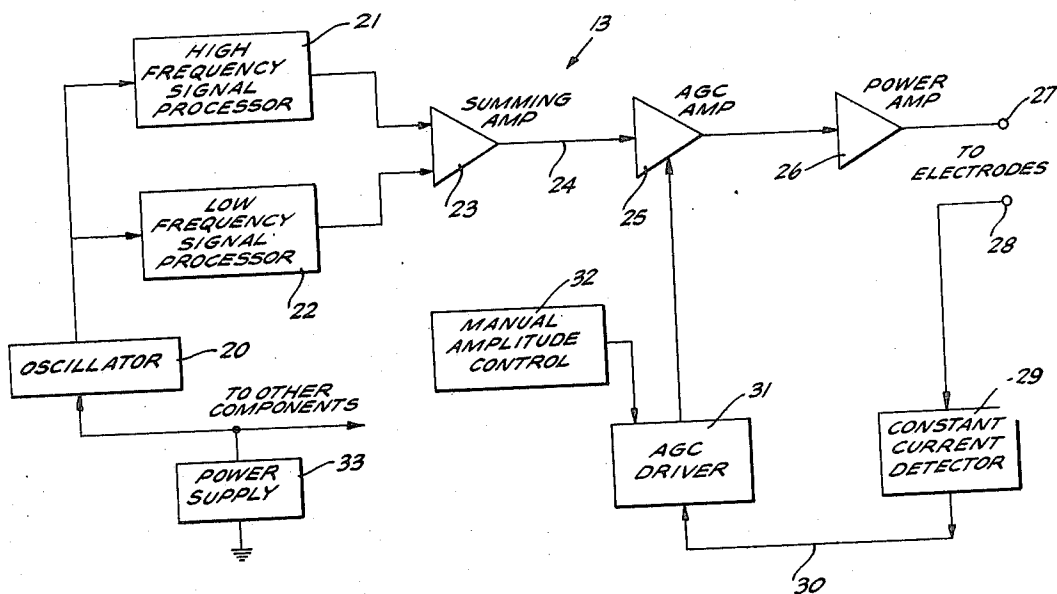 21
13
HIGH
FREQUENCY
SIGNAL
PROCESSOR
SUMMING
AMP
23
24
AGC
AMP
25
POWER
AMP
26
27
TO
ELECTRODES
28
LOW
FREQUENCY
SIGNAL
PROCESSOR
22
32
MANUAL
AMPLITUDE
CONTROL
OSCILLATOR
20
TO OTHER
COMPONENTS
POWER
SUPPLY
33
31
AGC
DRIVER
29
CONSTANT
CURRENT
DETECTOR
30